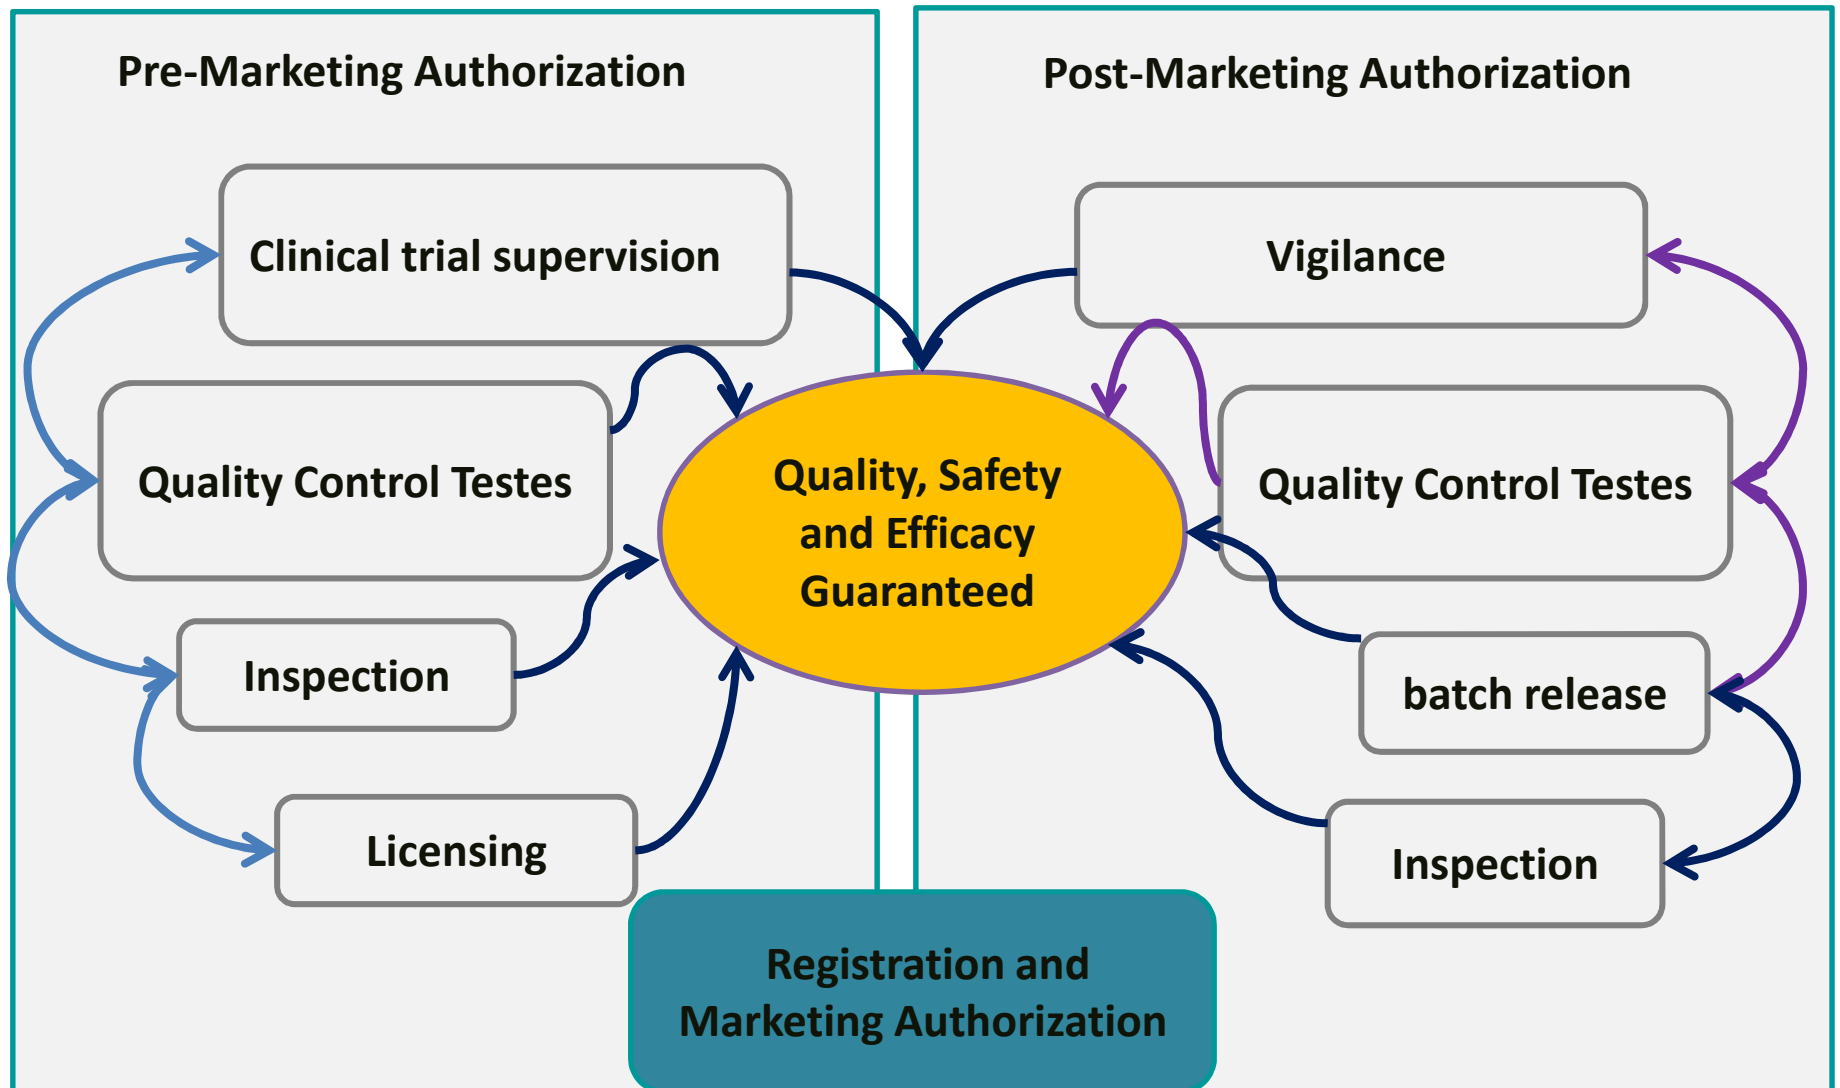 Pre-Marketing Authorization
Clinical trial supervision
Quality Control Testes
Inspection
Licensing
Quality, Safety
and Efficacy
Guaranteed
Post-Marketing Authorization
Vigilance
Quality Control Testes
batch release
Inspection
Registration and
Marketing Authorization